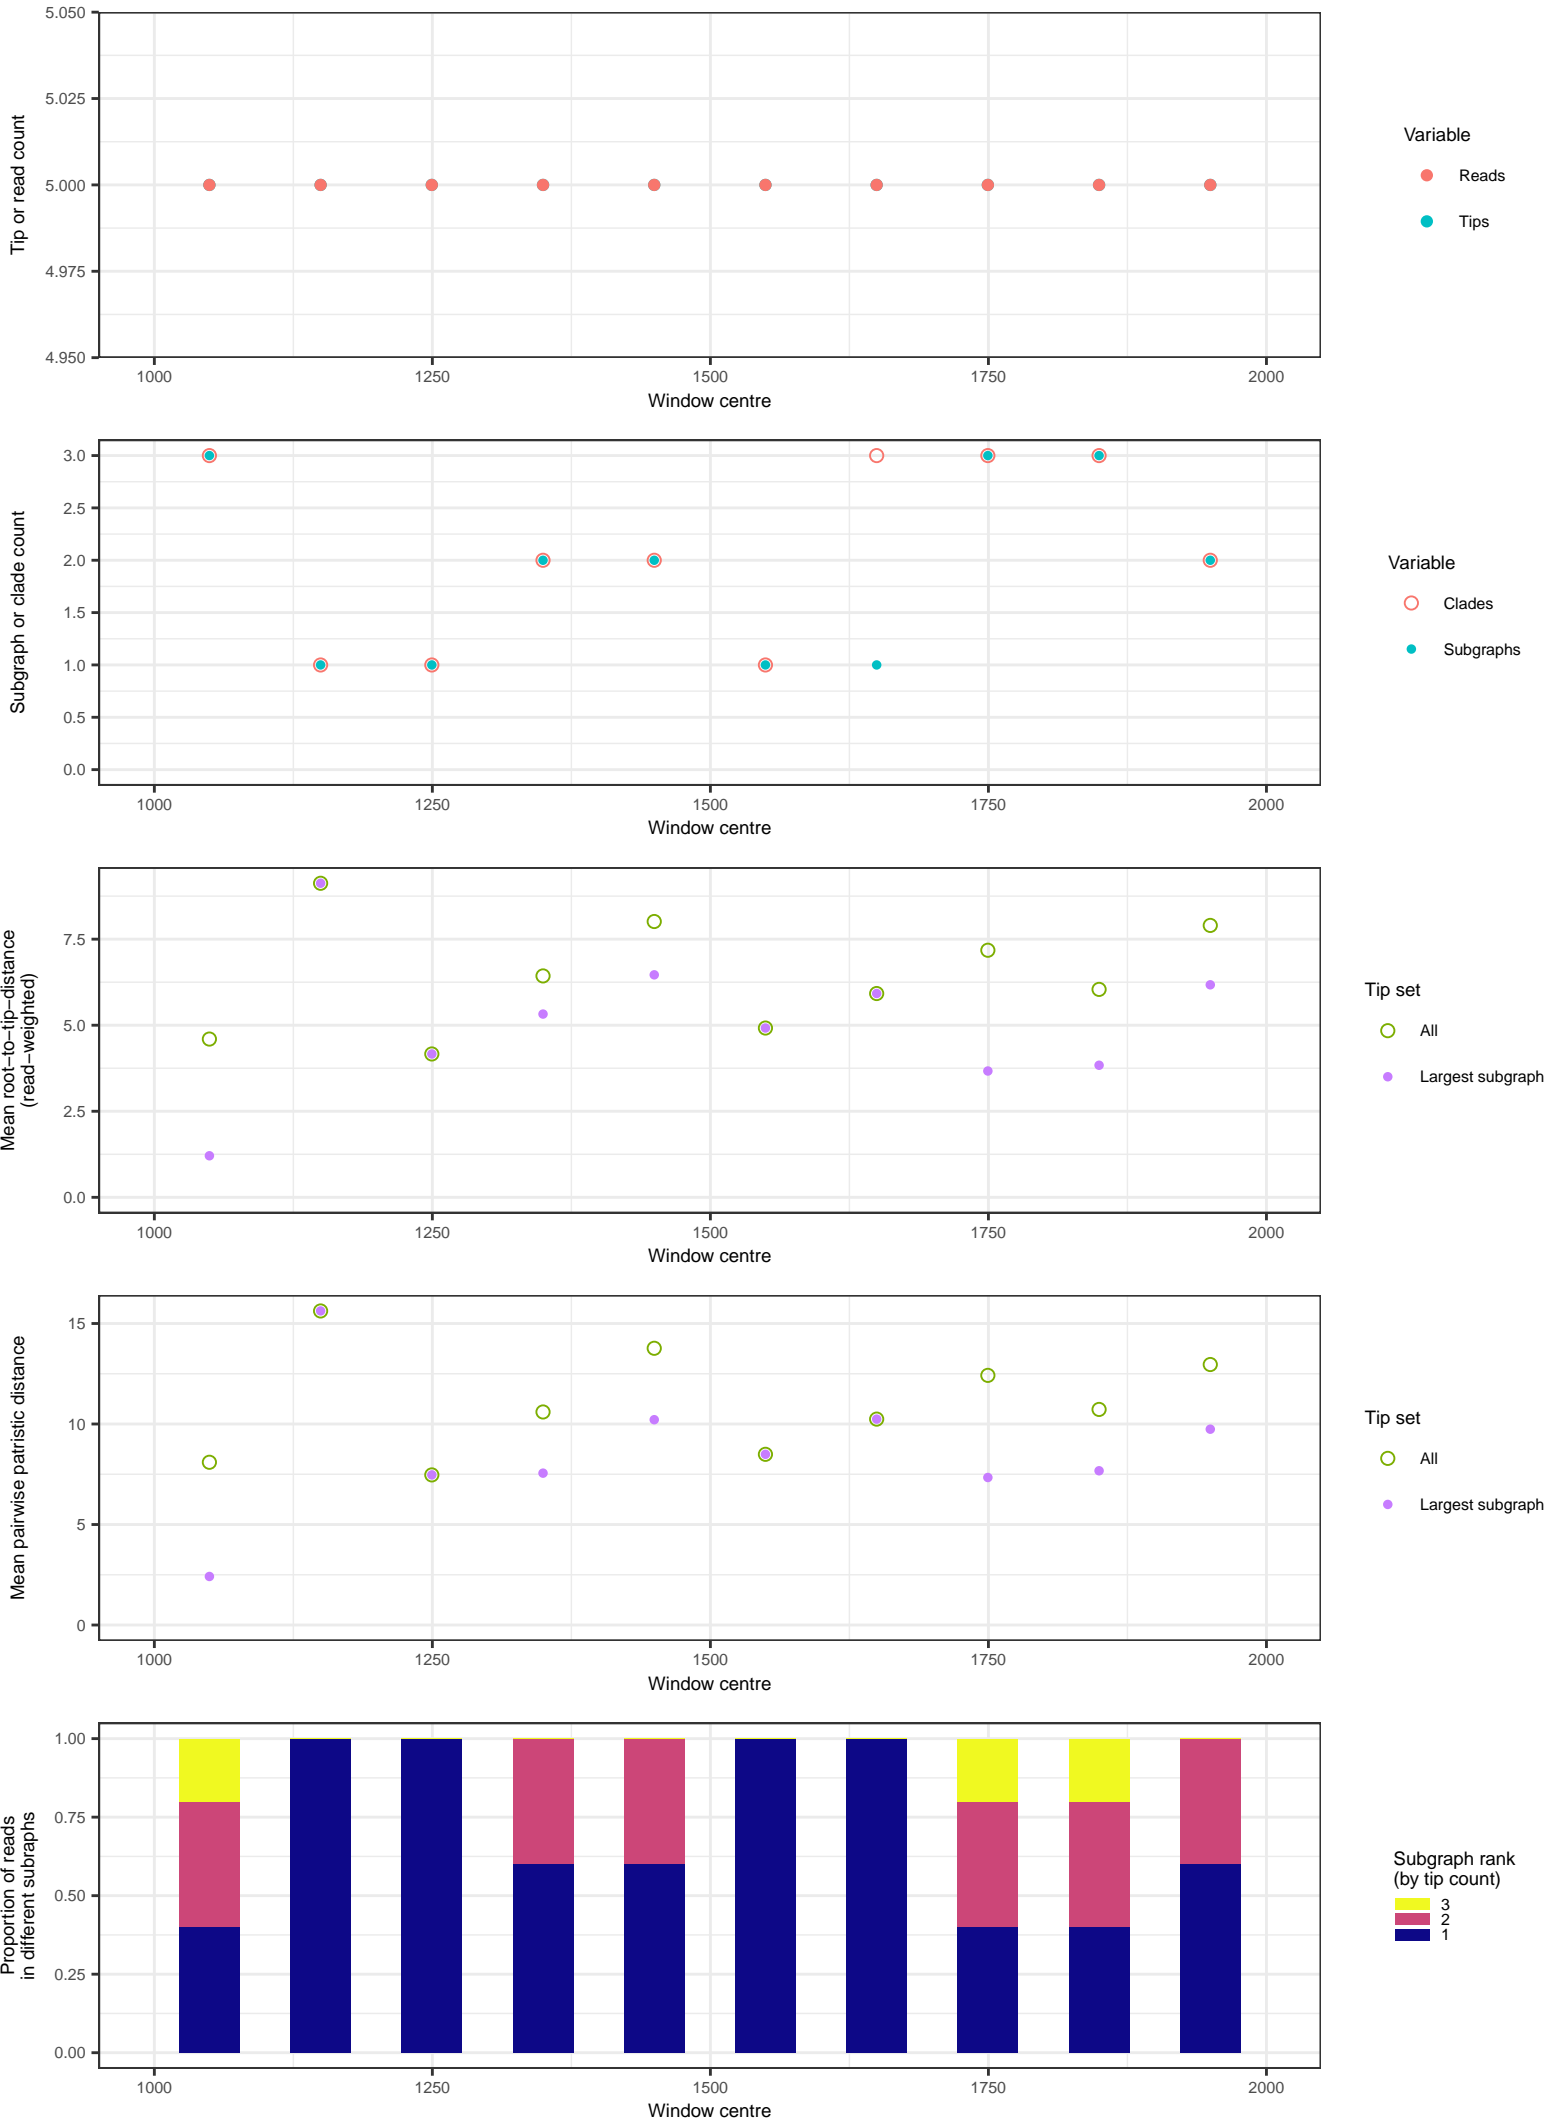 5.050
5.025
5.000
4.975
4.950
Tip or read count
1000 1250 1500 1750 2000
Window centre
Variable
Reads
Tips
3.0
2.5
2.0
1.5
1.0
0.5
0.0
Subgraph or clade count
1000 1250 1500 1750 2000
Window centre
Variable
Clades
Subgraphs
7.5
5.0
2.5
0.0
Mean root−to−tip−distance
(read−weighted)
1000 1250 1500 1750 2000
Window centre
Tip set
All
Largest subgraph
15
10
5
0
Mean pairwise patristic distance
1000 1250 1500 1750 2000
Window centre
Tip set
All
Largest subgraph
1.00
0.75
0.50
0.25
0.00
Proportion of reads
in different subraphs
1000 1250 1500 1750 2000
Window centre
Subgraph rank
(by tip count)
3
2
1